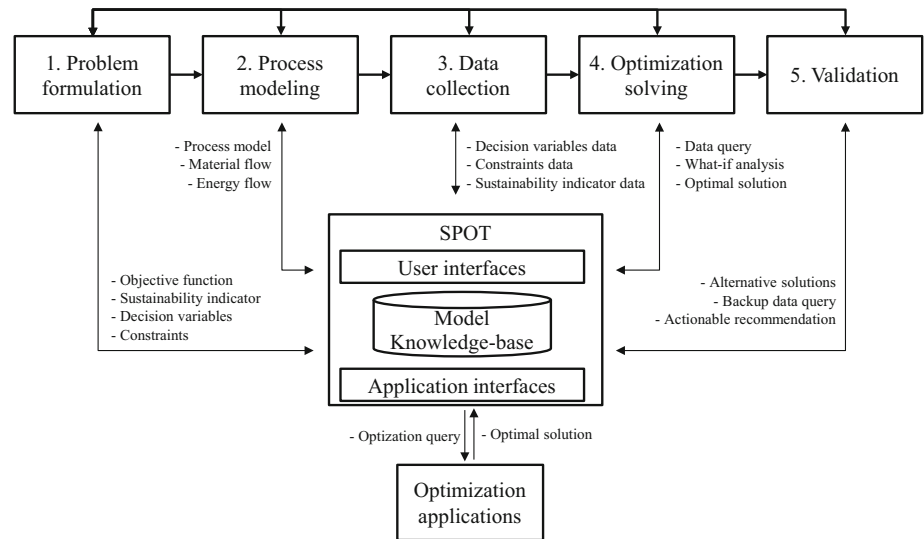 1. Problem
formulation
2. Process
modeling
3. Data
collection
4. Optimization
solving
5. Validation
- Process model
- Material flow
- Energy flow
- Decision variables data
- Constraints data
- Sustainability indicator data
- Data query
- What-if analysis
- Optimal solution
- Objective function
- Sustainability indicator
- Decision variables
- Constraints
SPOT
User interfaces
Model
Knowledge-base
Application interfaces
- Alternative solutions
- Backup data query
- Actionable recommendation
- Optization query
- Optimal solution
Optimization
applications